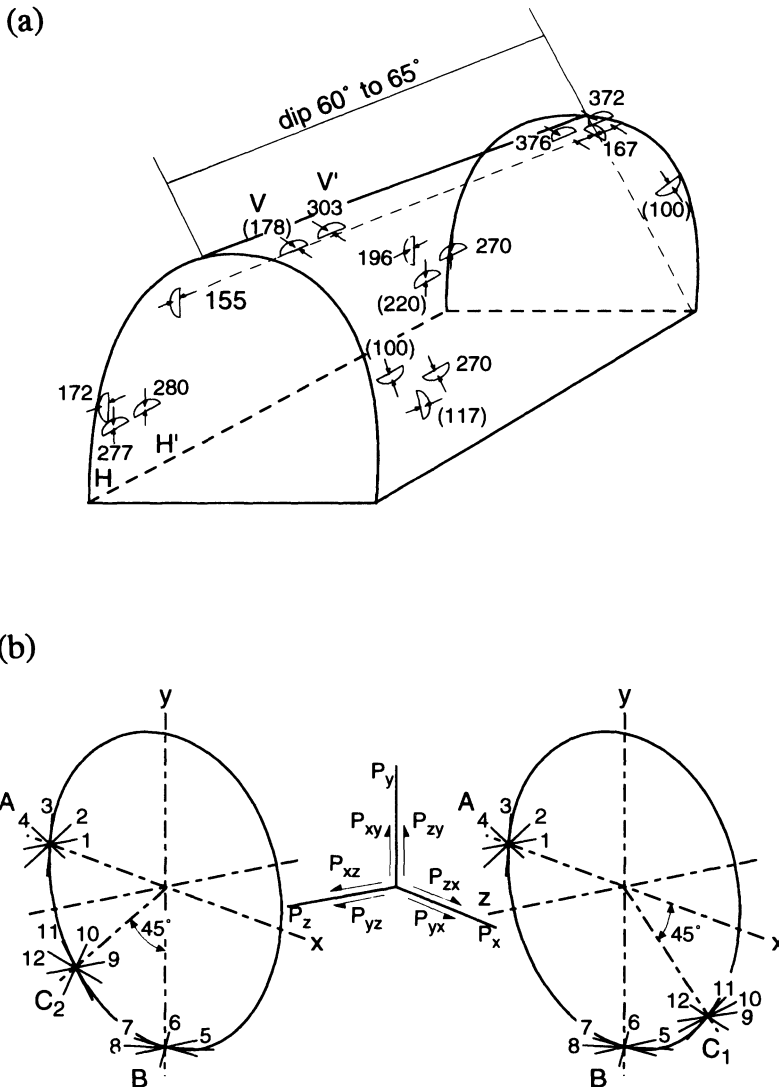 (a)
dip 60° to 65°
372
376
167
V'
V
303
(178)
(100)
196
270
(220)
155
(100)
270
172
280
(117)
277
H'
H
(b)
y
y
P_y
A
3
2
4
1
P_xy
P_zy
A
3
2
4
1
P_xz
P_zx
z
P_z
P_yz
P_yx
P_x
x
x
11
10
45°
45°
12
9
C_2
12
11
10
9
C_1
7
6
5
8
B
7
6
5
8
B